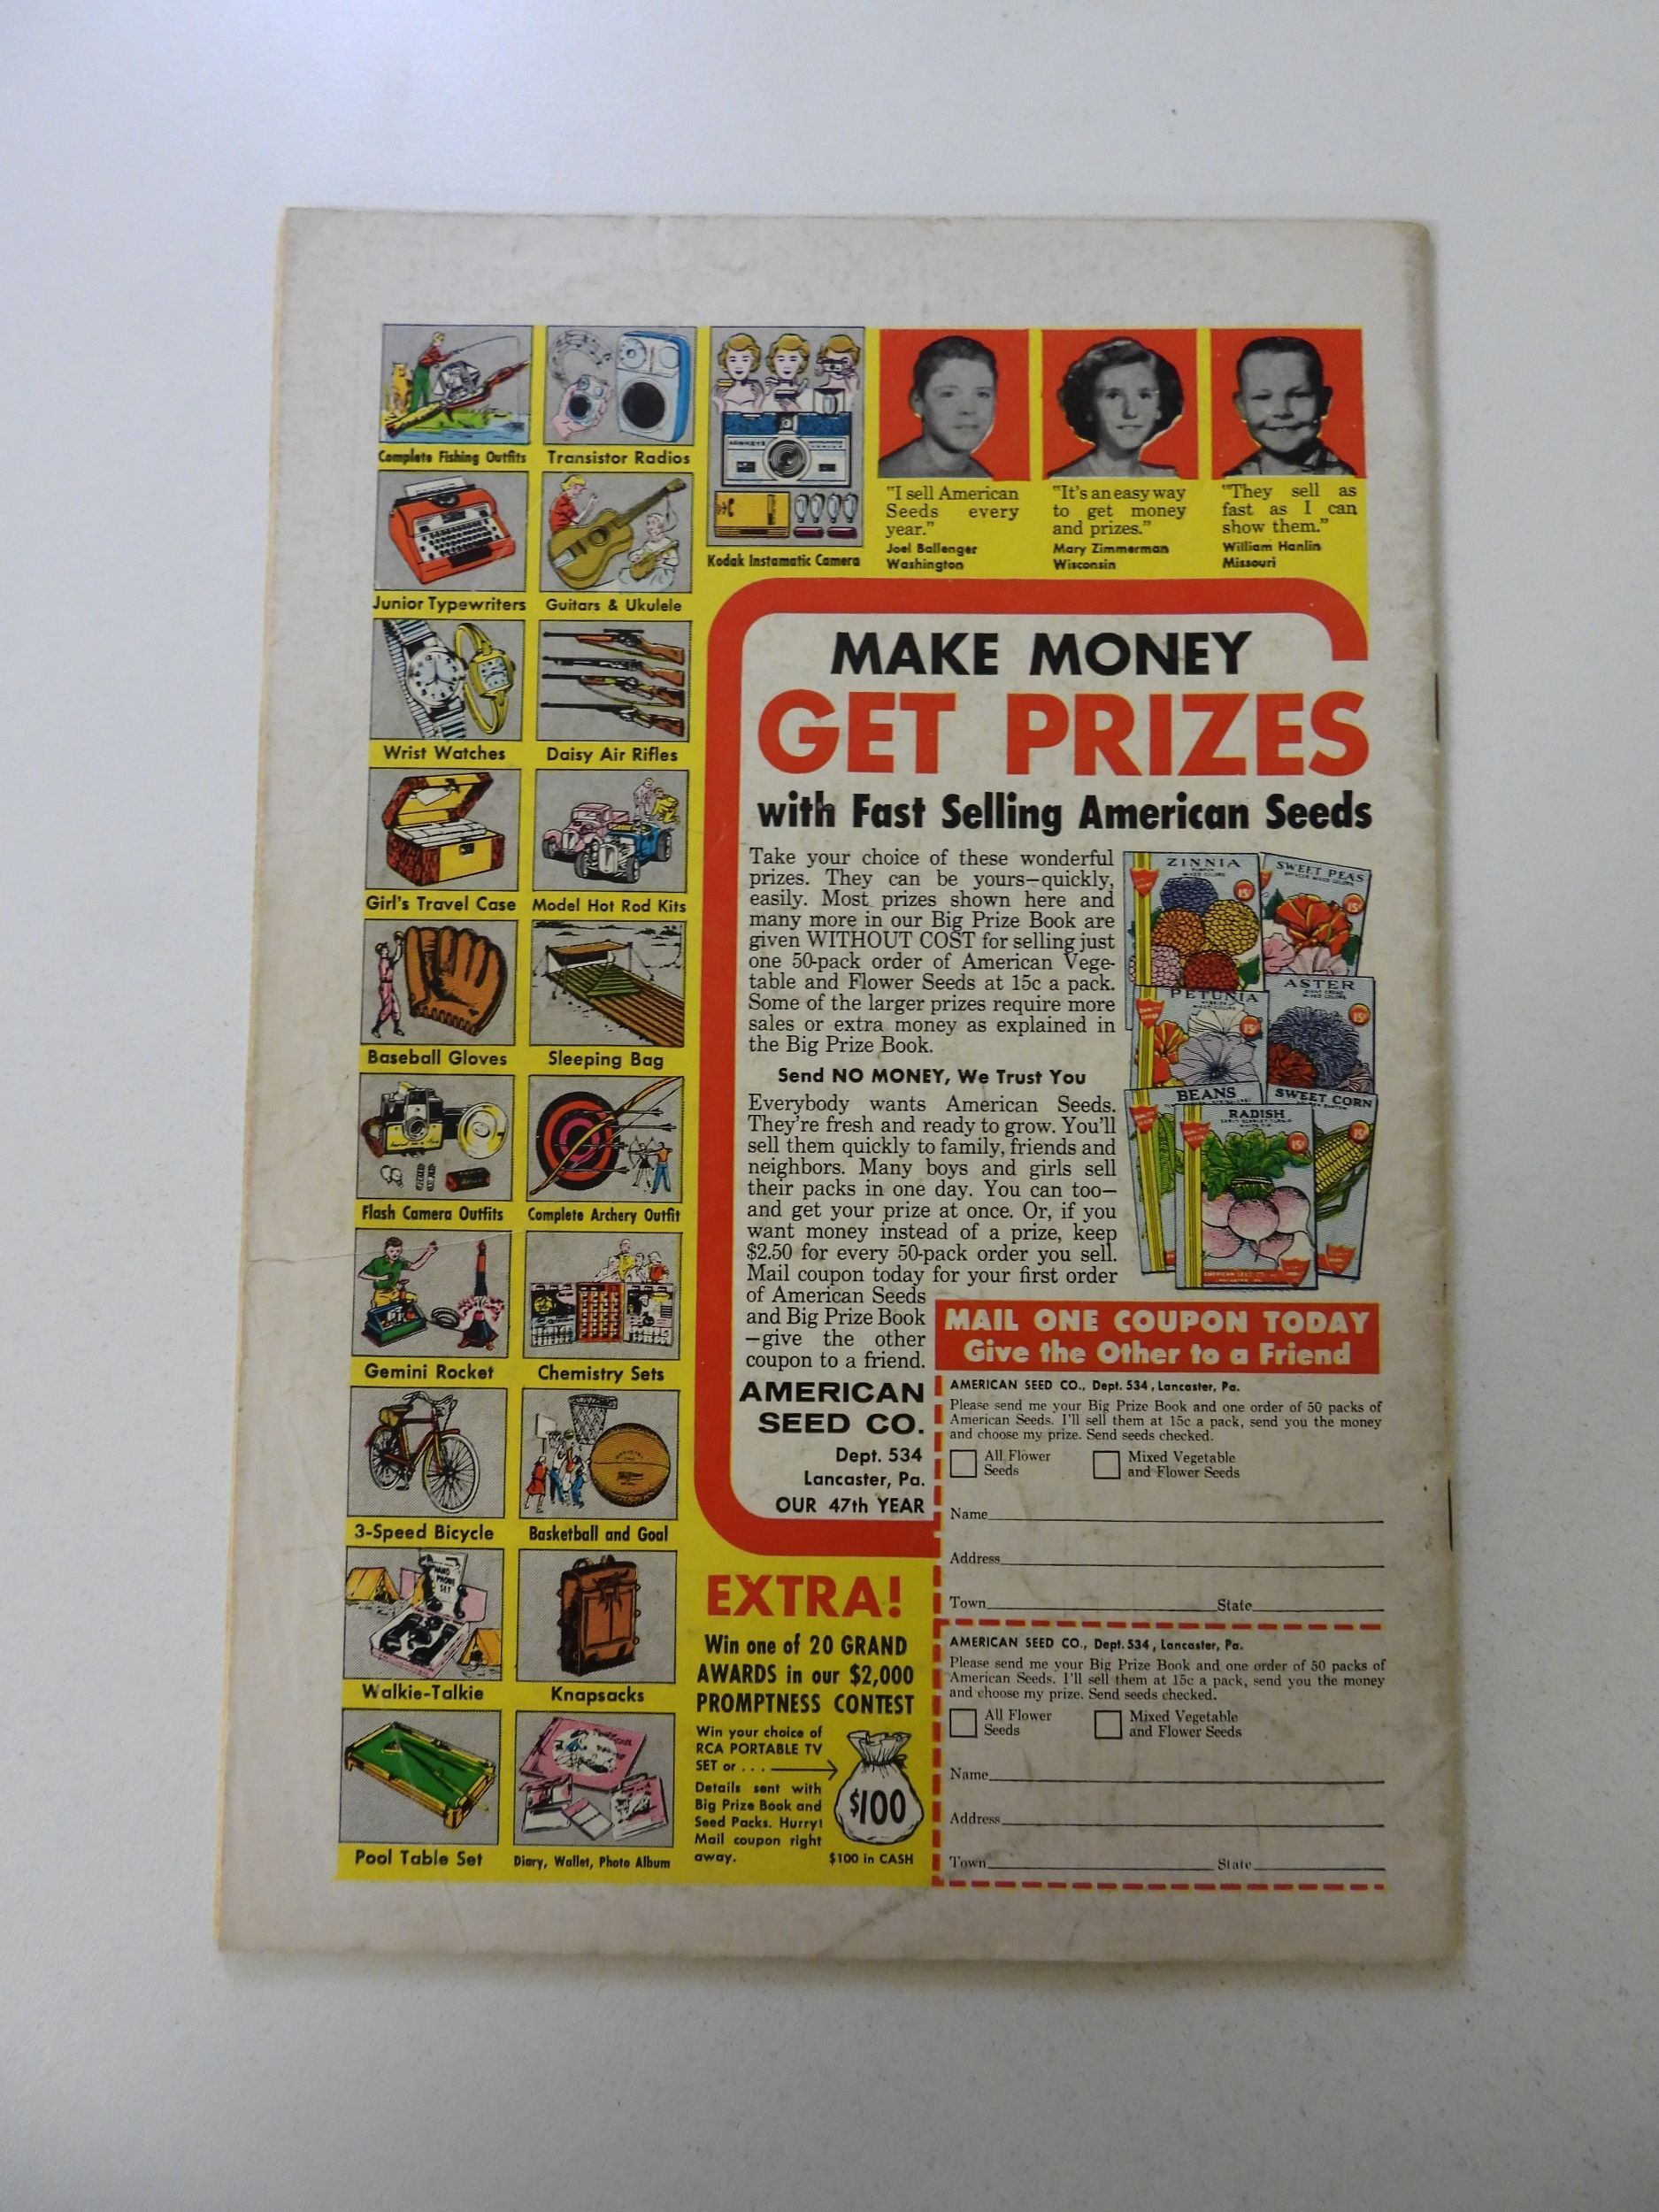 Complete Fishing Outfits
Transistor Radios
Kodak Instamatic Camera
Junior Typewriters
Guitars & Ukulele
Wrist Watches
Daisy Air Rifles
Girl's Travel Case
Model Hot Rod Kits
Baseball Gloves
Sleeping Bag
Flash Camera Outfits
Complete Archery Outfit
Gemini Rocket
Chemistry Sets
3-Speed Bicycle
Basketball and Goal
Walkie-Talkie
Knapsacks
Pool Table Set
Diary, Wallet, Photo Album
"I sell American
Seeds every
year."
Joel Ballenger
Washington
"It's an easy way
to get money
and prizes."
Mary Zimmerman
Wisconsin
"They sell as
fast as I can
show them."
William Hanlin
Missouri
MAKE MONEY
GET PRIZES
with Fast Selling American Seeds
Take your choice of these wonderful
prizes. They can be yours—quickly,
easily. Most prizes shown here and
many more in our Big Prize Book are
given WITHOUT COST for selling just
one 50-pack order of American Vege-
table and Flower Seeds at 15c a pack.
Some of the larger prizes require more
sales or extra money as explained in
the Big Prize Book.
Send NO MONEY, We Trust You
Everybody wants American Seeds.
They're fresh and ready to grow. You'll
sell them quickly to family, friends and
neighbors. Many boys and girls sell
their packs in one day. You can too—
and get your prize at once. Or, if you
want money instead of a prize, keep
$2.50 for every 50-pack order you sell.
Mail coupon today for your first order
of American Seeds
and Big Prize Book
—give the other
coupon to a friend.
AMERICAN
SEED CO.
Dept. 534
Lancaster, Pa.
OUR 47th YEAR
ZINNIA
15¢
SWEET PEAS
15¢
PETUNIA
15¢
ASTER
15¢
BEANS
SWEET CORN
15¢
RADISH
15¢
MAIL ONE COUPON TODAY
Give the Other to a Friend
AMERICAN SEED CO., Dept. 534, Lancaster, Pa.
Please send me your Big Prize Book and one order of 50 packs of
American Seeds. I'll sell them at 15c a pack, send you the money
and choose my prize. Send seeds checked.
All Flower
Seeds
Mixed Vegetable
and Flower Seeds
Name
Address
Town State
AMERICAN SEED CO., Dept. 534, Lancaster, Pa.
Please send me your Big Prize Book and one order of 50 packs of
American Seeds. I'll sell them at 15c a pack, send you the money
and choose my prize. Send seeds checked.
All Flower
Seeds
Mixed Vegetable
and Flower Seeds
Name
Address
Town State
EXTRA!
Win one of 20 GRAND
AWARDS in our $2,000
PROMPTNESS CONTEST
Win your choice of
RCA PORTABLE TV
SET or . . .
Details sent with
Big Prize Book and
Seed Packs. Hurry!
Mail coupon right
away.
$100
$100 in CASH